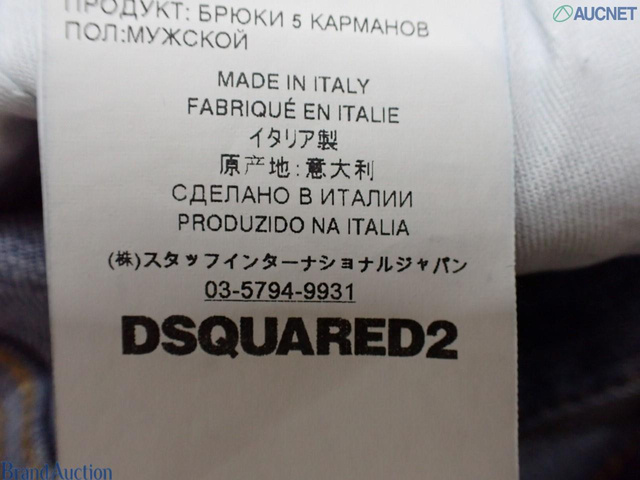 ПРОДУКТ: БРЮКИ 5 КАРМАНОВ
ПОЛ:МУЖСКОЙ
MADE IN ITALY
FABRIQUÉ EN ITALIE
イタリア製
原产地:意大利
СДЕЛАНО В ИТАЛИИ
PRODUZIDO NA ITALIA
(株)スタッフインターナショナルジャパン
03-5794-9931
DSQUARED2
AUCNET
Brand Auction